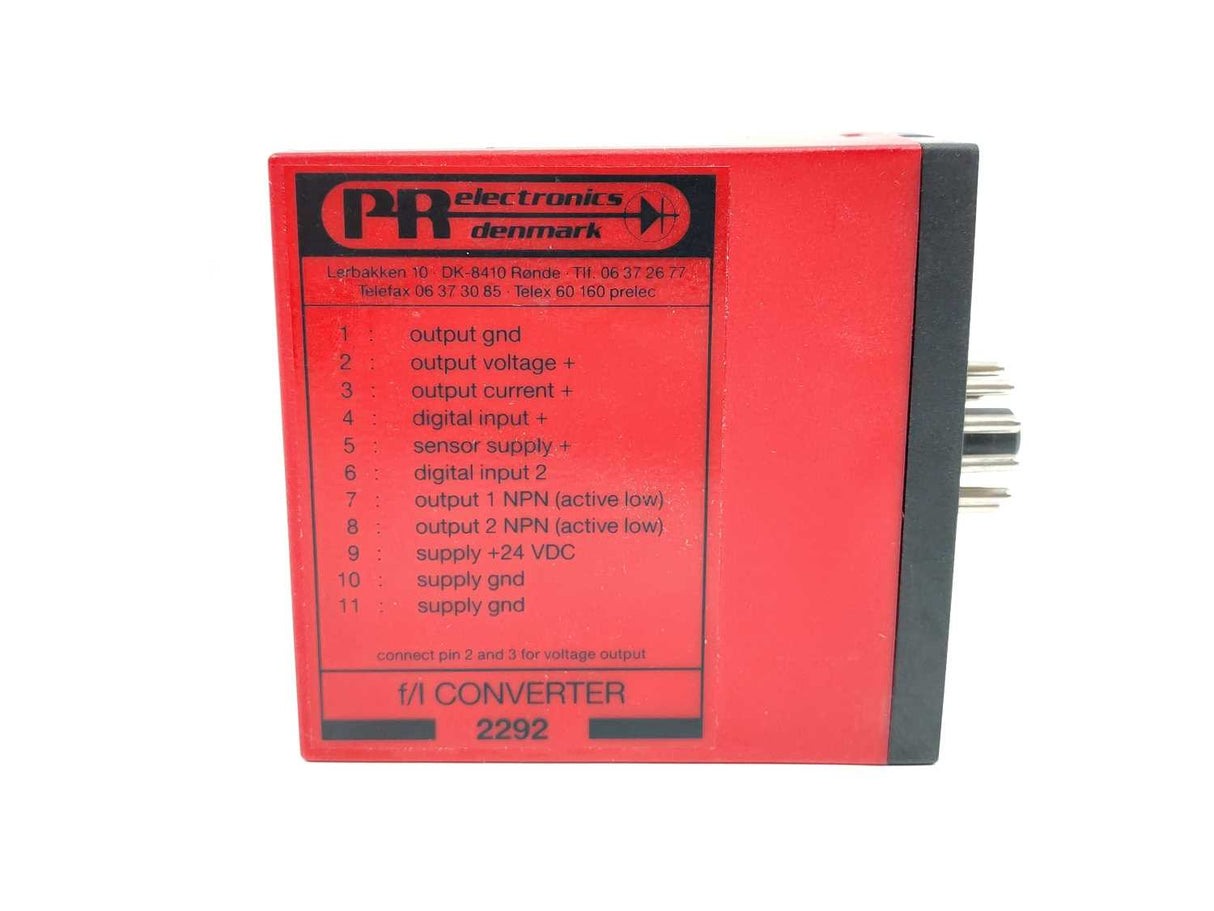 PR electronics
denmark
Lerbakken 10 · DK-8410 Rønde · Tlf. 06 37 26 77
Telefax 06 37 30 85 · Telex 60 160 prelec
1 : output gnd
2 : output voltage +
3 : output current +
4 : digital input +
5 : sensor supply +
6 : digital input 2
7 : output 1 NPN (active low)
8 : output 2 NPN (active low)
9 : supply +24 VDC
10 : supply gnd
11 : supply gnd
connect pin 2 and 3 for voltage output
f/I CONVERTER
2292